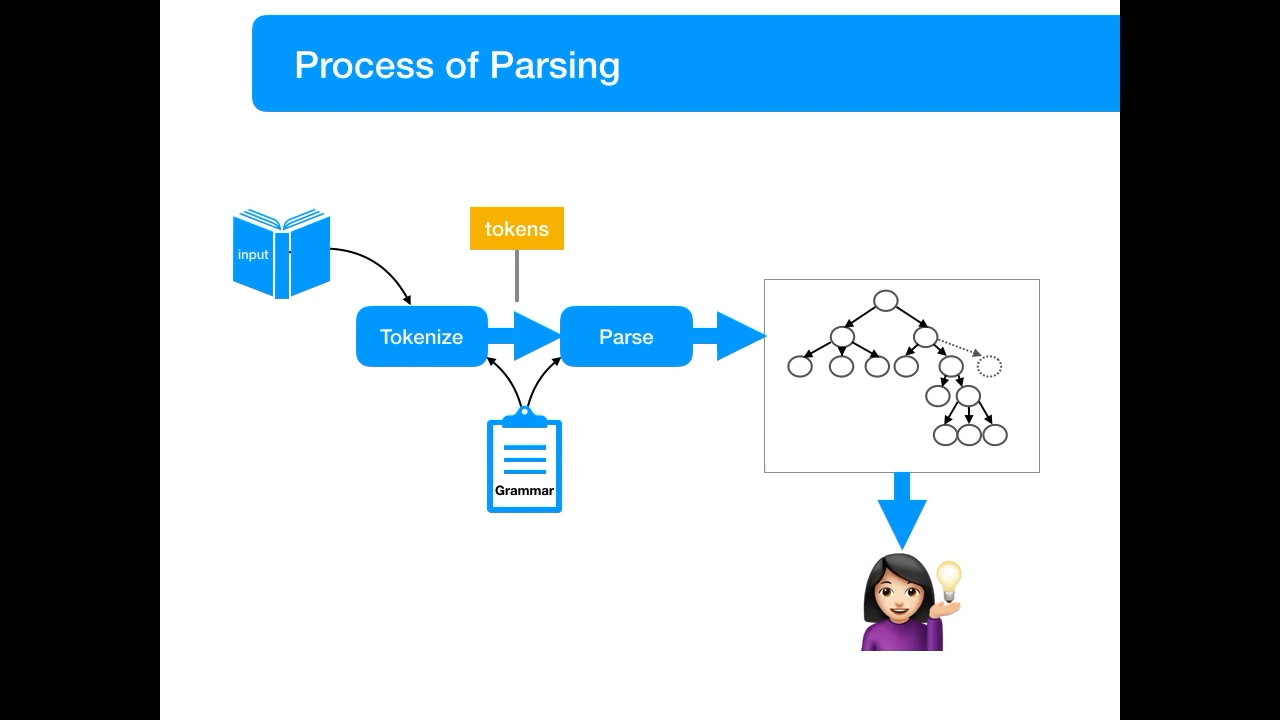 Process of Parsing
input
tokens
Tokenize
Parse
Grammar